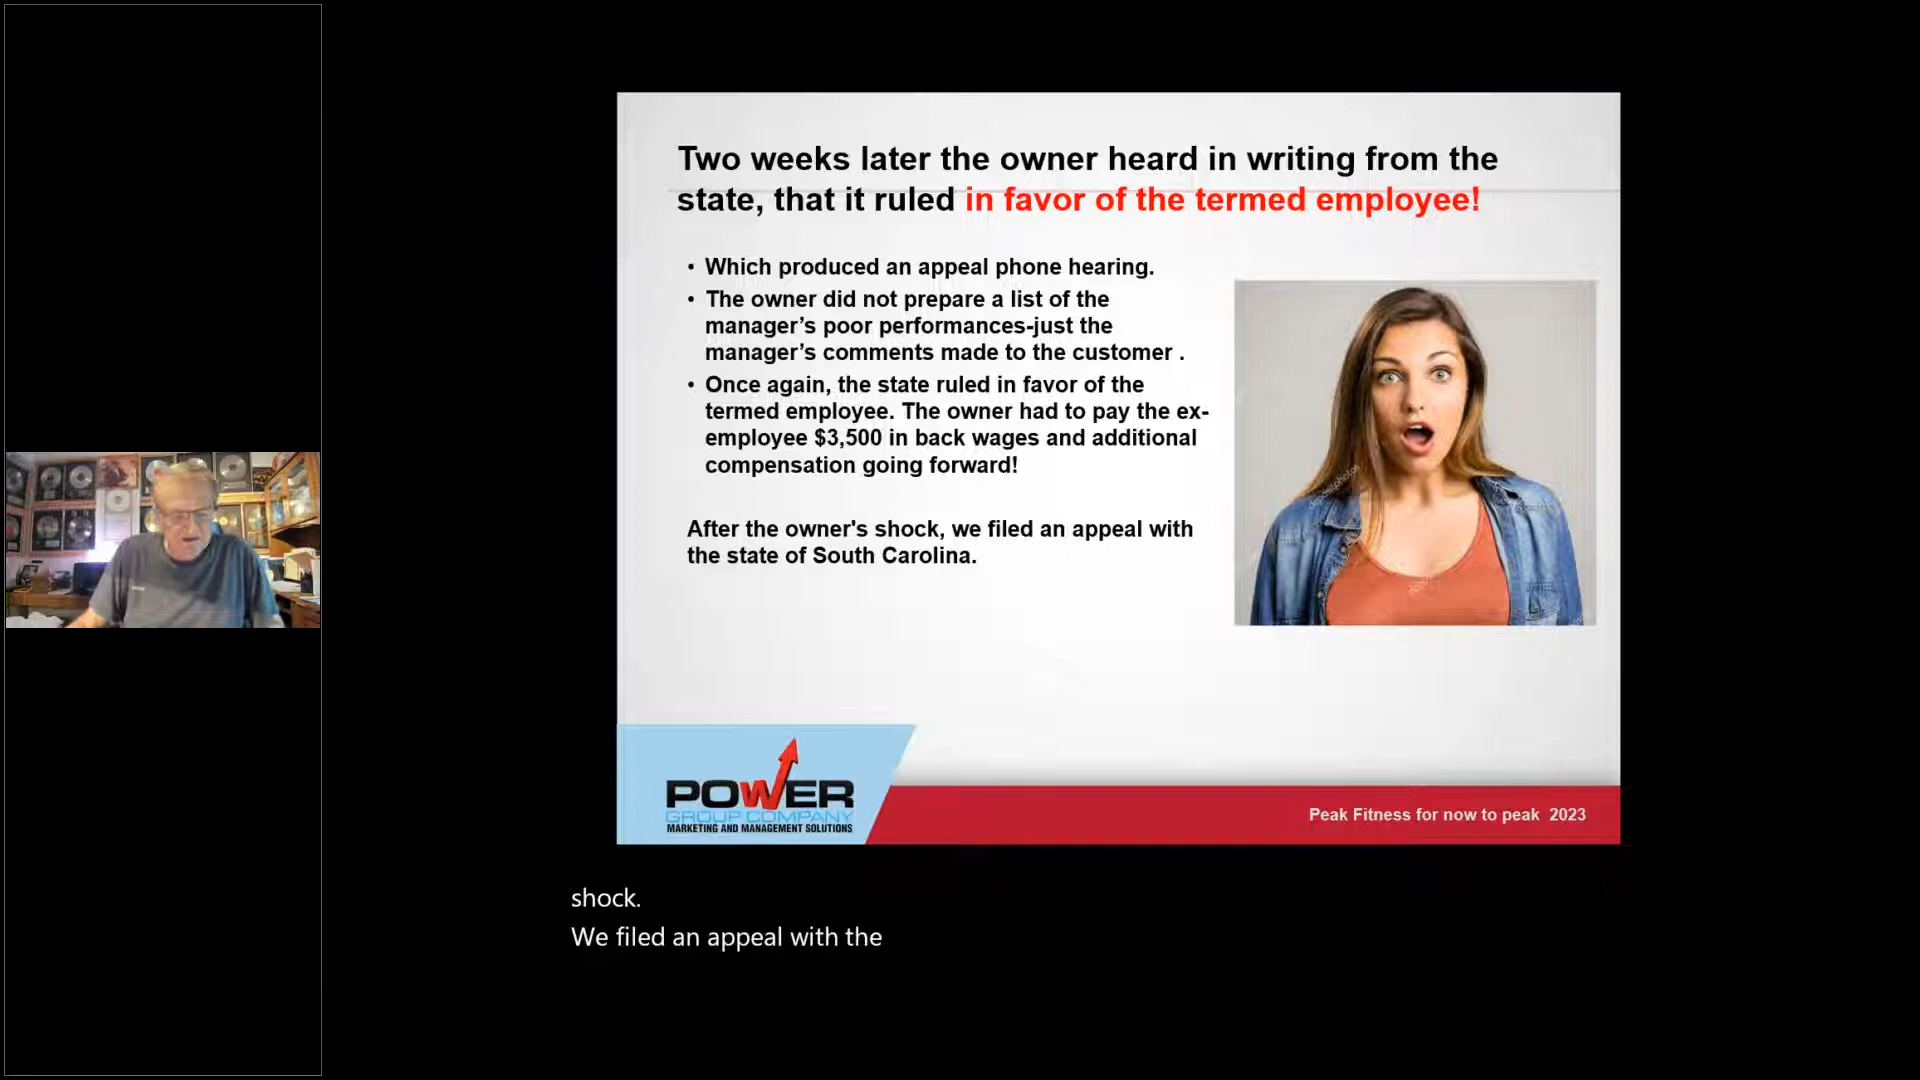 Two weeks later the owner heard in writing from the
state, that it ruled in favor of the termed employee!
• Which produced an appeal phone hearing.
• The owner did not prepare a list of the
manager’s poor performances-just the
manager’s comments made to the customer .
• Once again, the state ruled in favor of the
termed employee. The owner had to pay the ex-
employee $3,500 in back wages and additional
compensation going forward!
After the owner's shock, we filed an appeal with
the state of South Carolina.
POWER
GROUP COMPANY
MARKETING AND MANAGEMENT SOLUTIONS
Peak Fitness for now to peak 2023
shock.
We filed an appeal with the